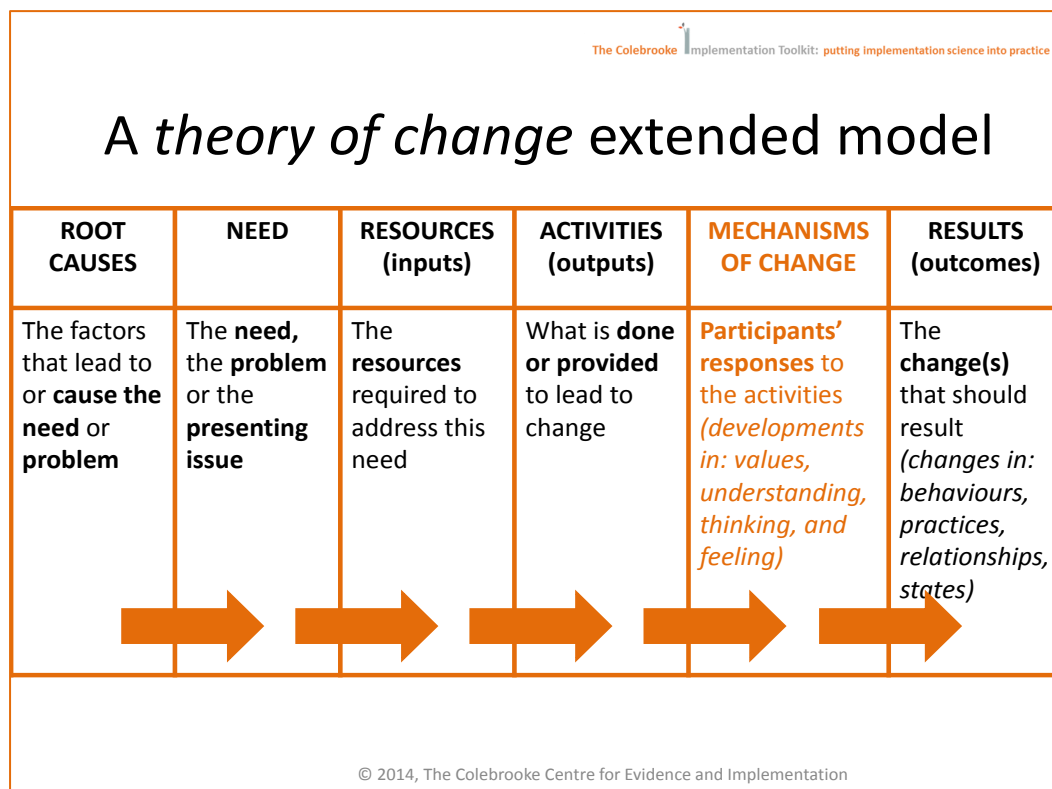 The Colebrooke Implementation Toolkit: putting implementation science into practice
A theory of change extended model
ROOT
CAUSES
NEED
RESOURCES
(inputs)
ACTIVITIES
(outputs)
MECHANISMS
OF CHANGE
RESULTS
(outcomes)
The factors
that lead to
or cause the
need or
problem
The need,
the problem
or the
presenting
issue
The
resources
required to
address this
need
What is done
or provided
to lead to
change
Participants’
responses to
the activities
(developments
in: values,
understanding,
thinking, and
feeling)
The
change(s)
that should
result
(changes in:
behaviours,
practices,
relationships,
states)
© 2014, The Colebrooke Centre for Evidence and Implementation